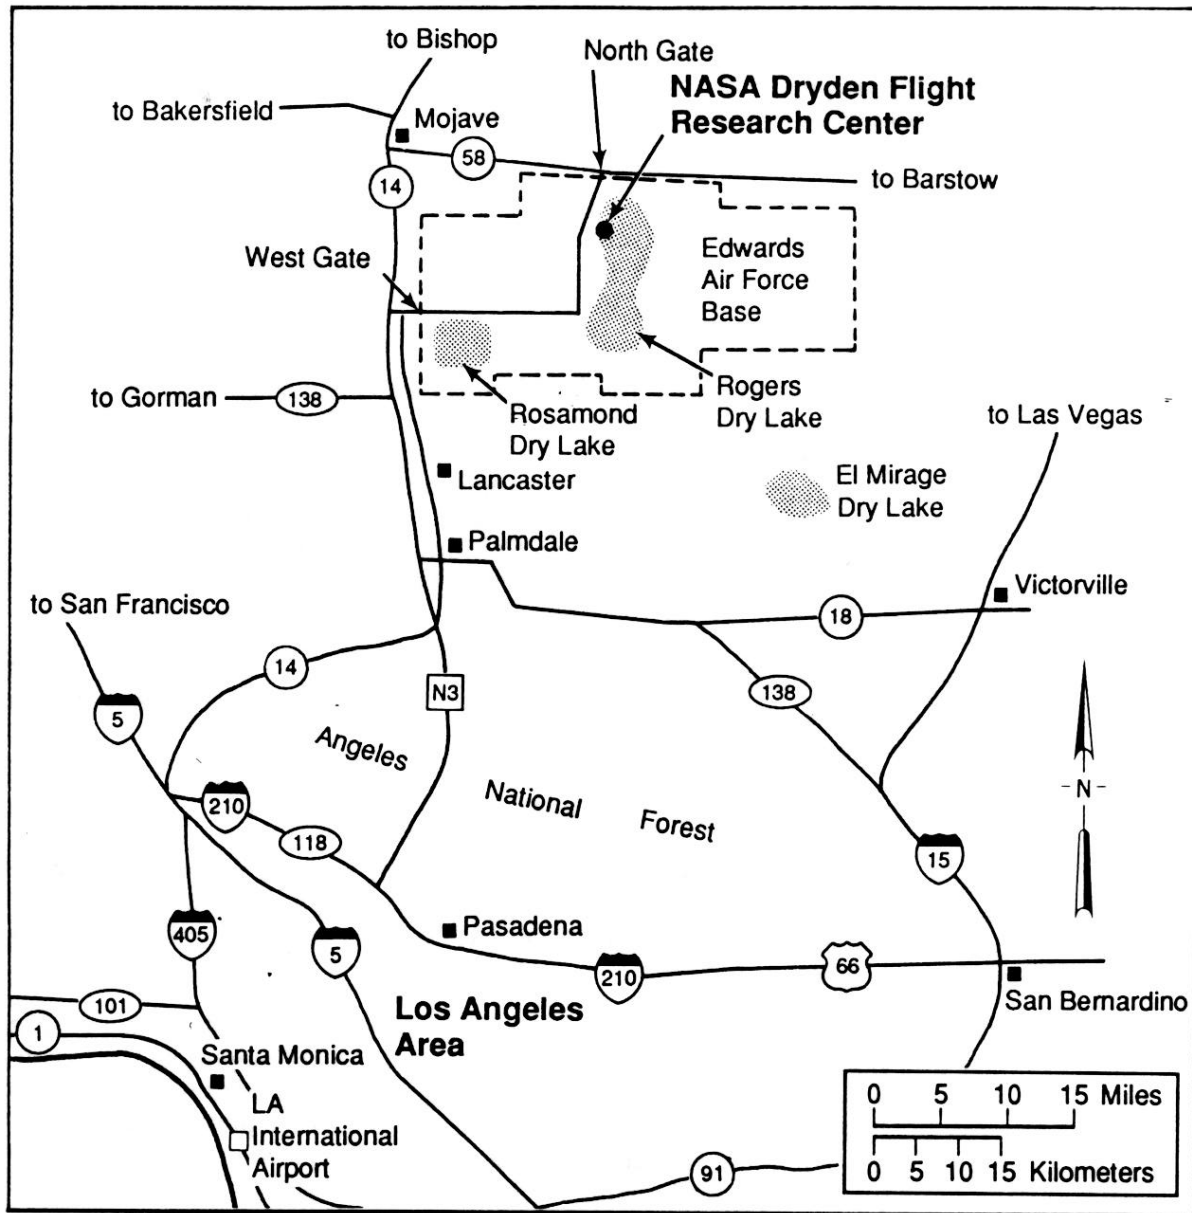 to Bishop
North Gate
NASA Dryden Flight
Research Center
to Bakersfield
Mojave
58
to Barstow
14
West Gate
Edwards
Air Force
Base
to Gorman
138
Rogers
Dry Lake
Rosamond
Dry Lake
to Las Vegas
Lancaster
El Mirage
Dry Lake
Palmdale
Victorville
to San Francisco
18
14
N3
138
5
Angeles
National
Forest
N
210
118
15
405
Pasadena
5
210
66
San Bernardino
101
Los Angeles
Area
1
Santa Monica
LA
International
Airport
91
0 5 10 15 Miles
0 5 10 15 Kilometers